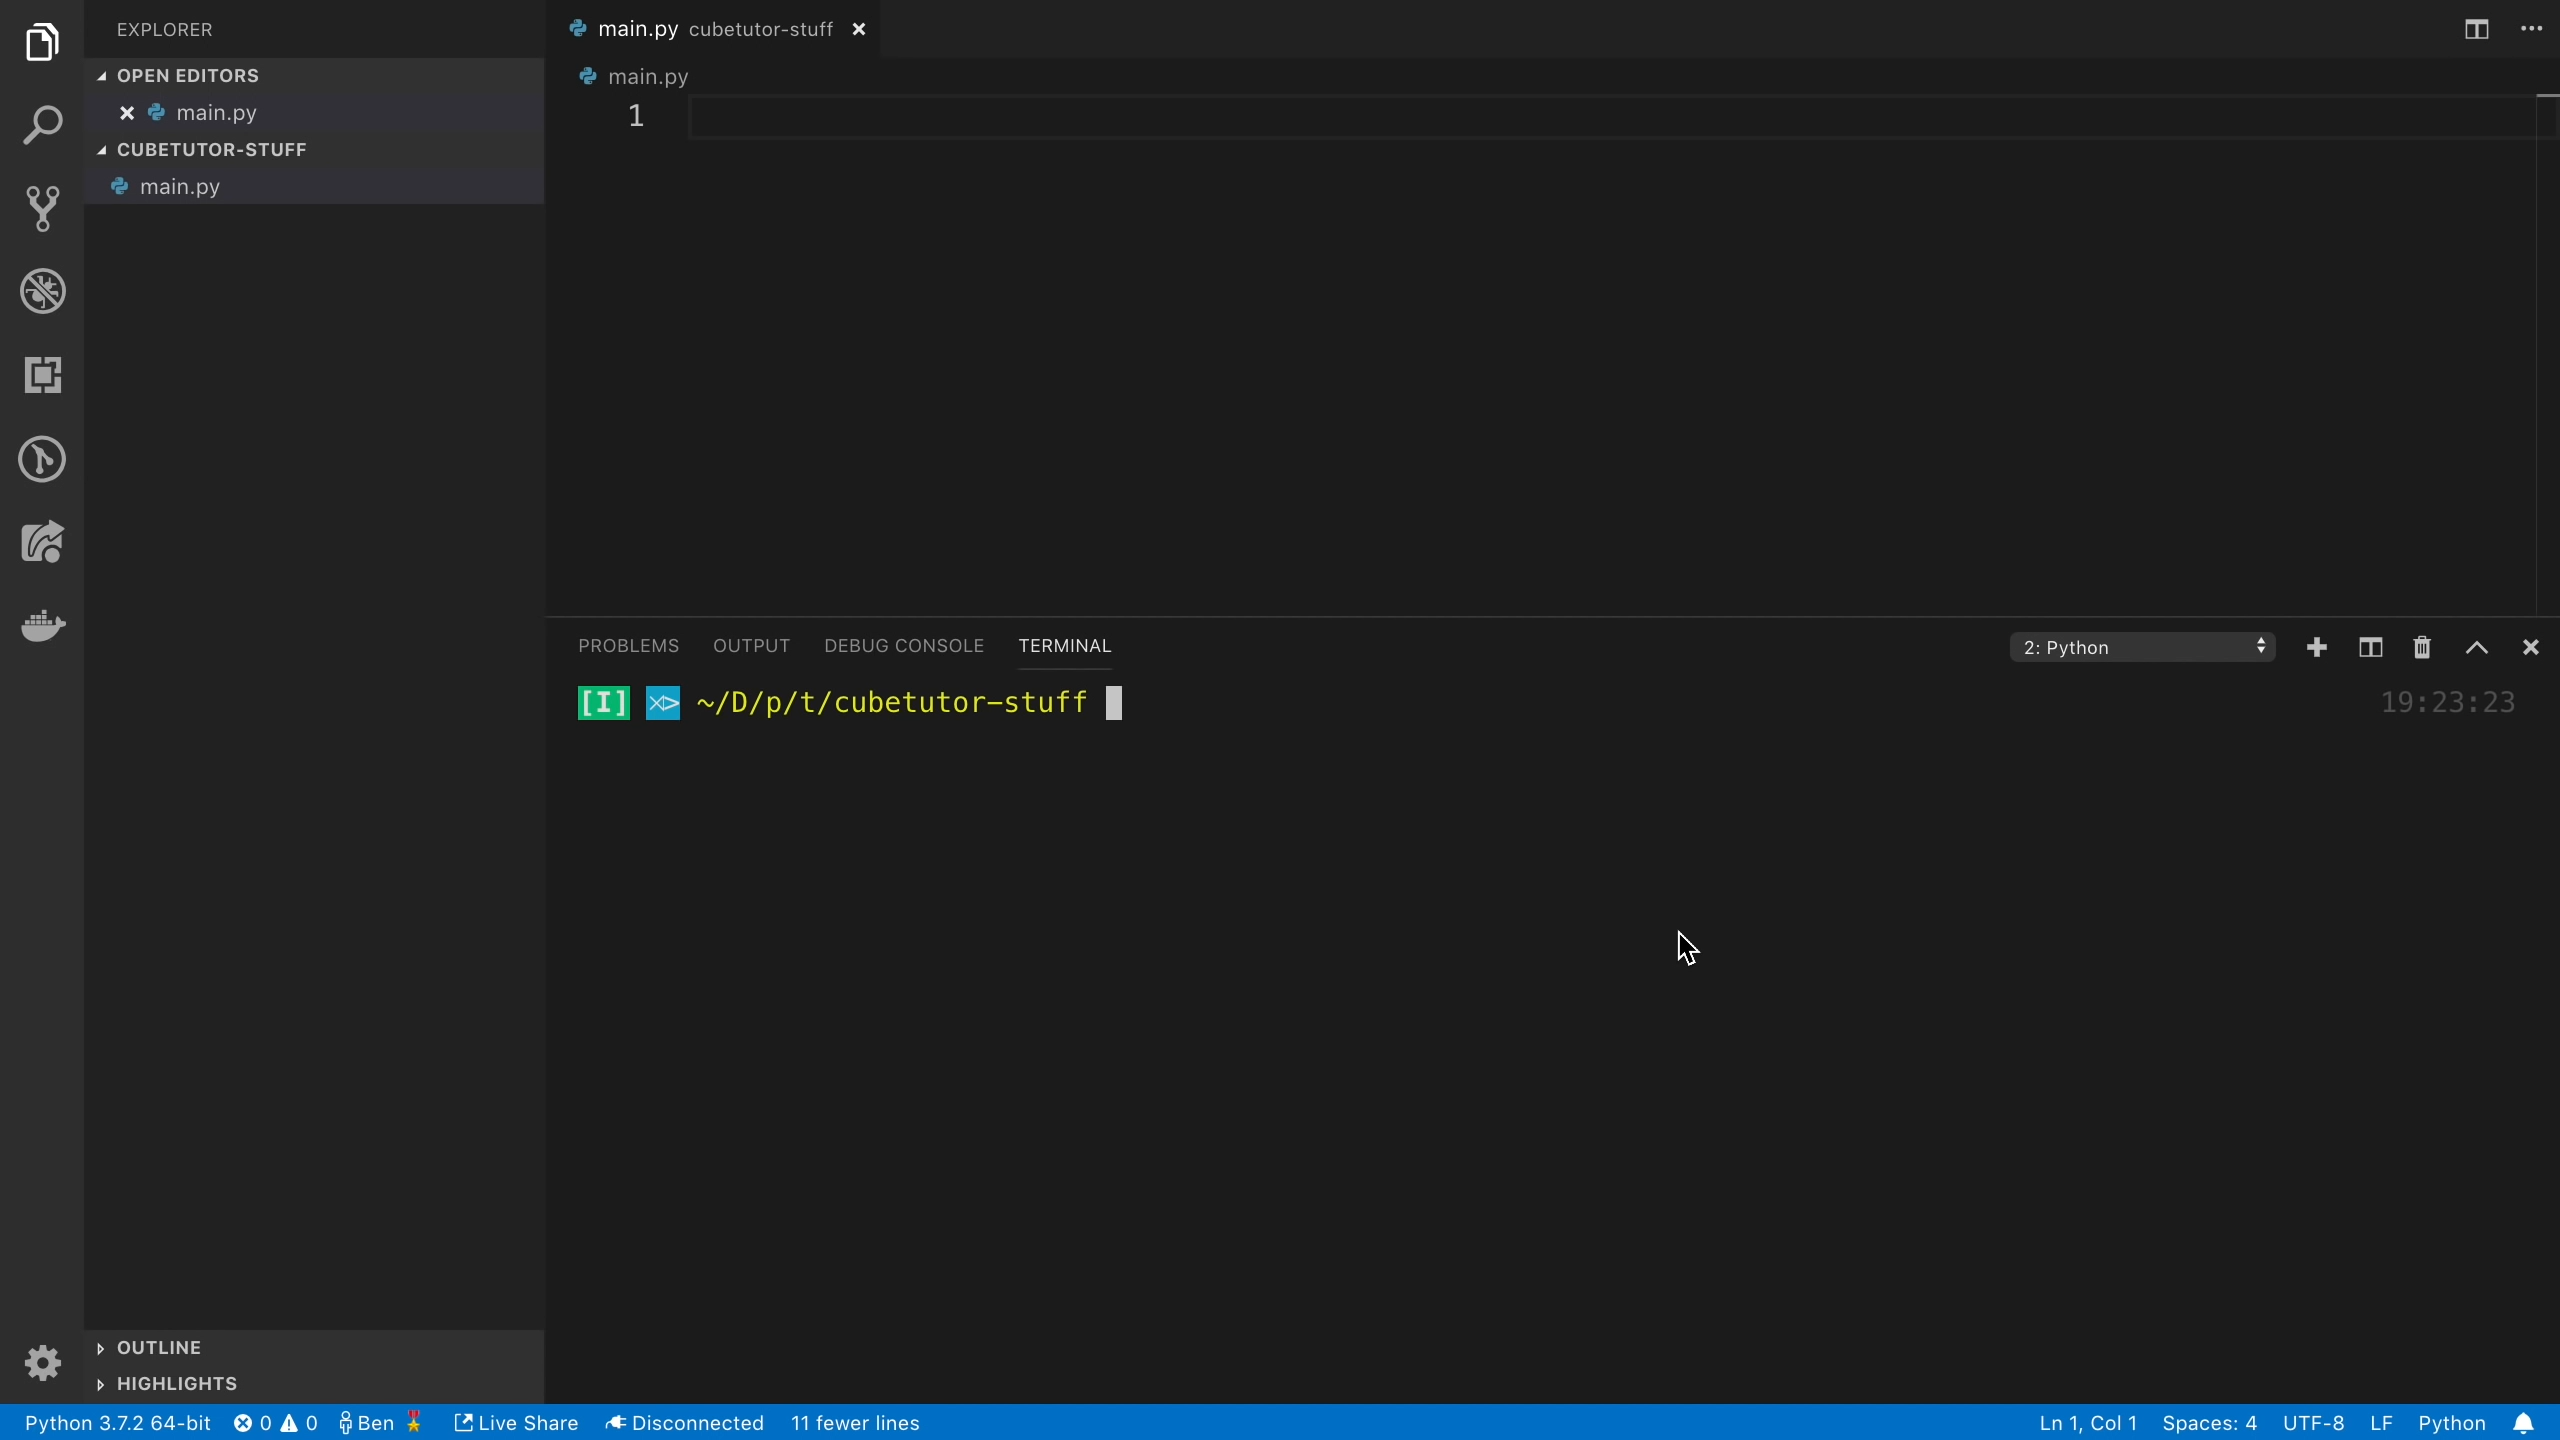 EXPLORER
OPEN EDITORS
main.py
CUBETUTOR-STUFF
main.py
OUTLINE
HIGHLIGHTS
main.py cubetutor-stuff
main.py
1
PROBLEMS OUTPUT DEBUG CONSOLE TERMINAL
2: Python
[I] ~/D/p/t/cubetutor-stuff 19:23:23
Python 3.7.2 64-bit 0 0 Ben Live Share Disconnected 11 fewer lines Ln 1, Col 1 Spaces: 4 UTF-8 LF Python